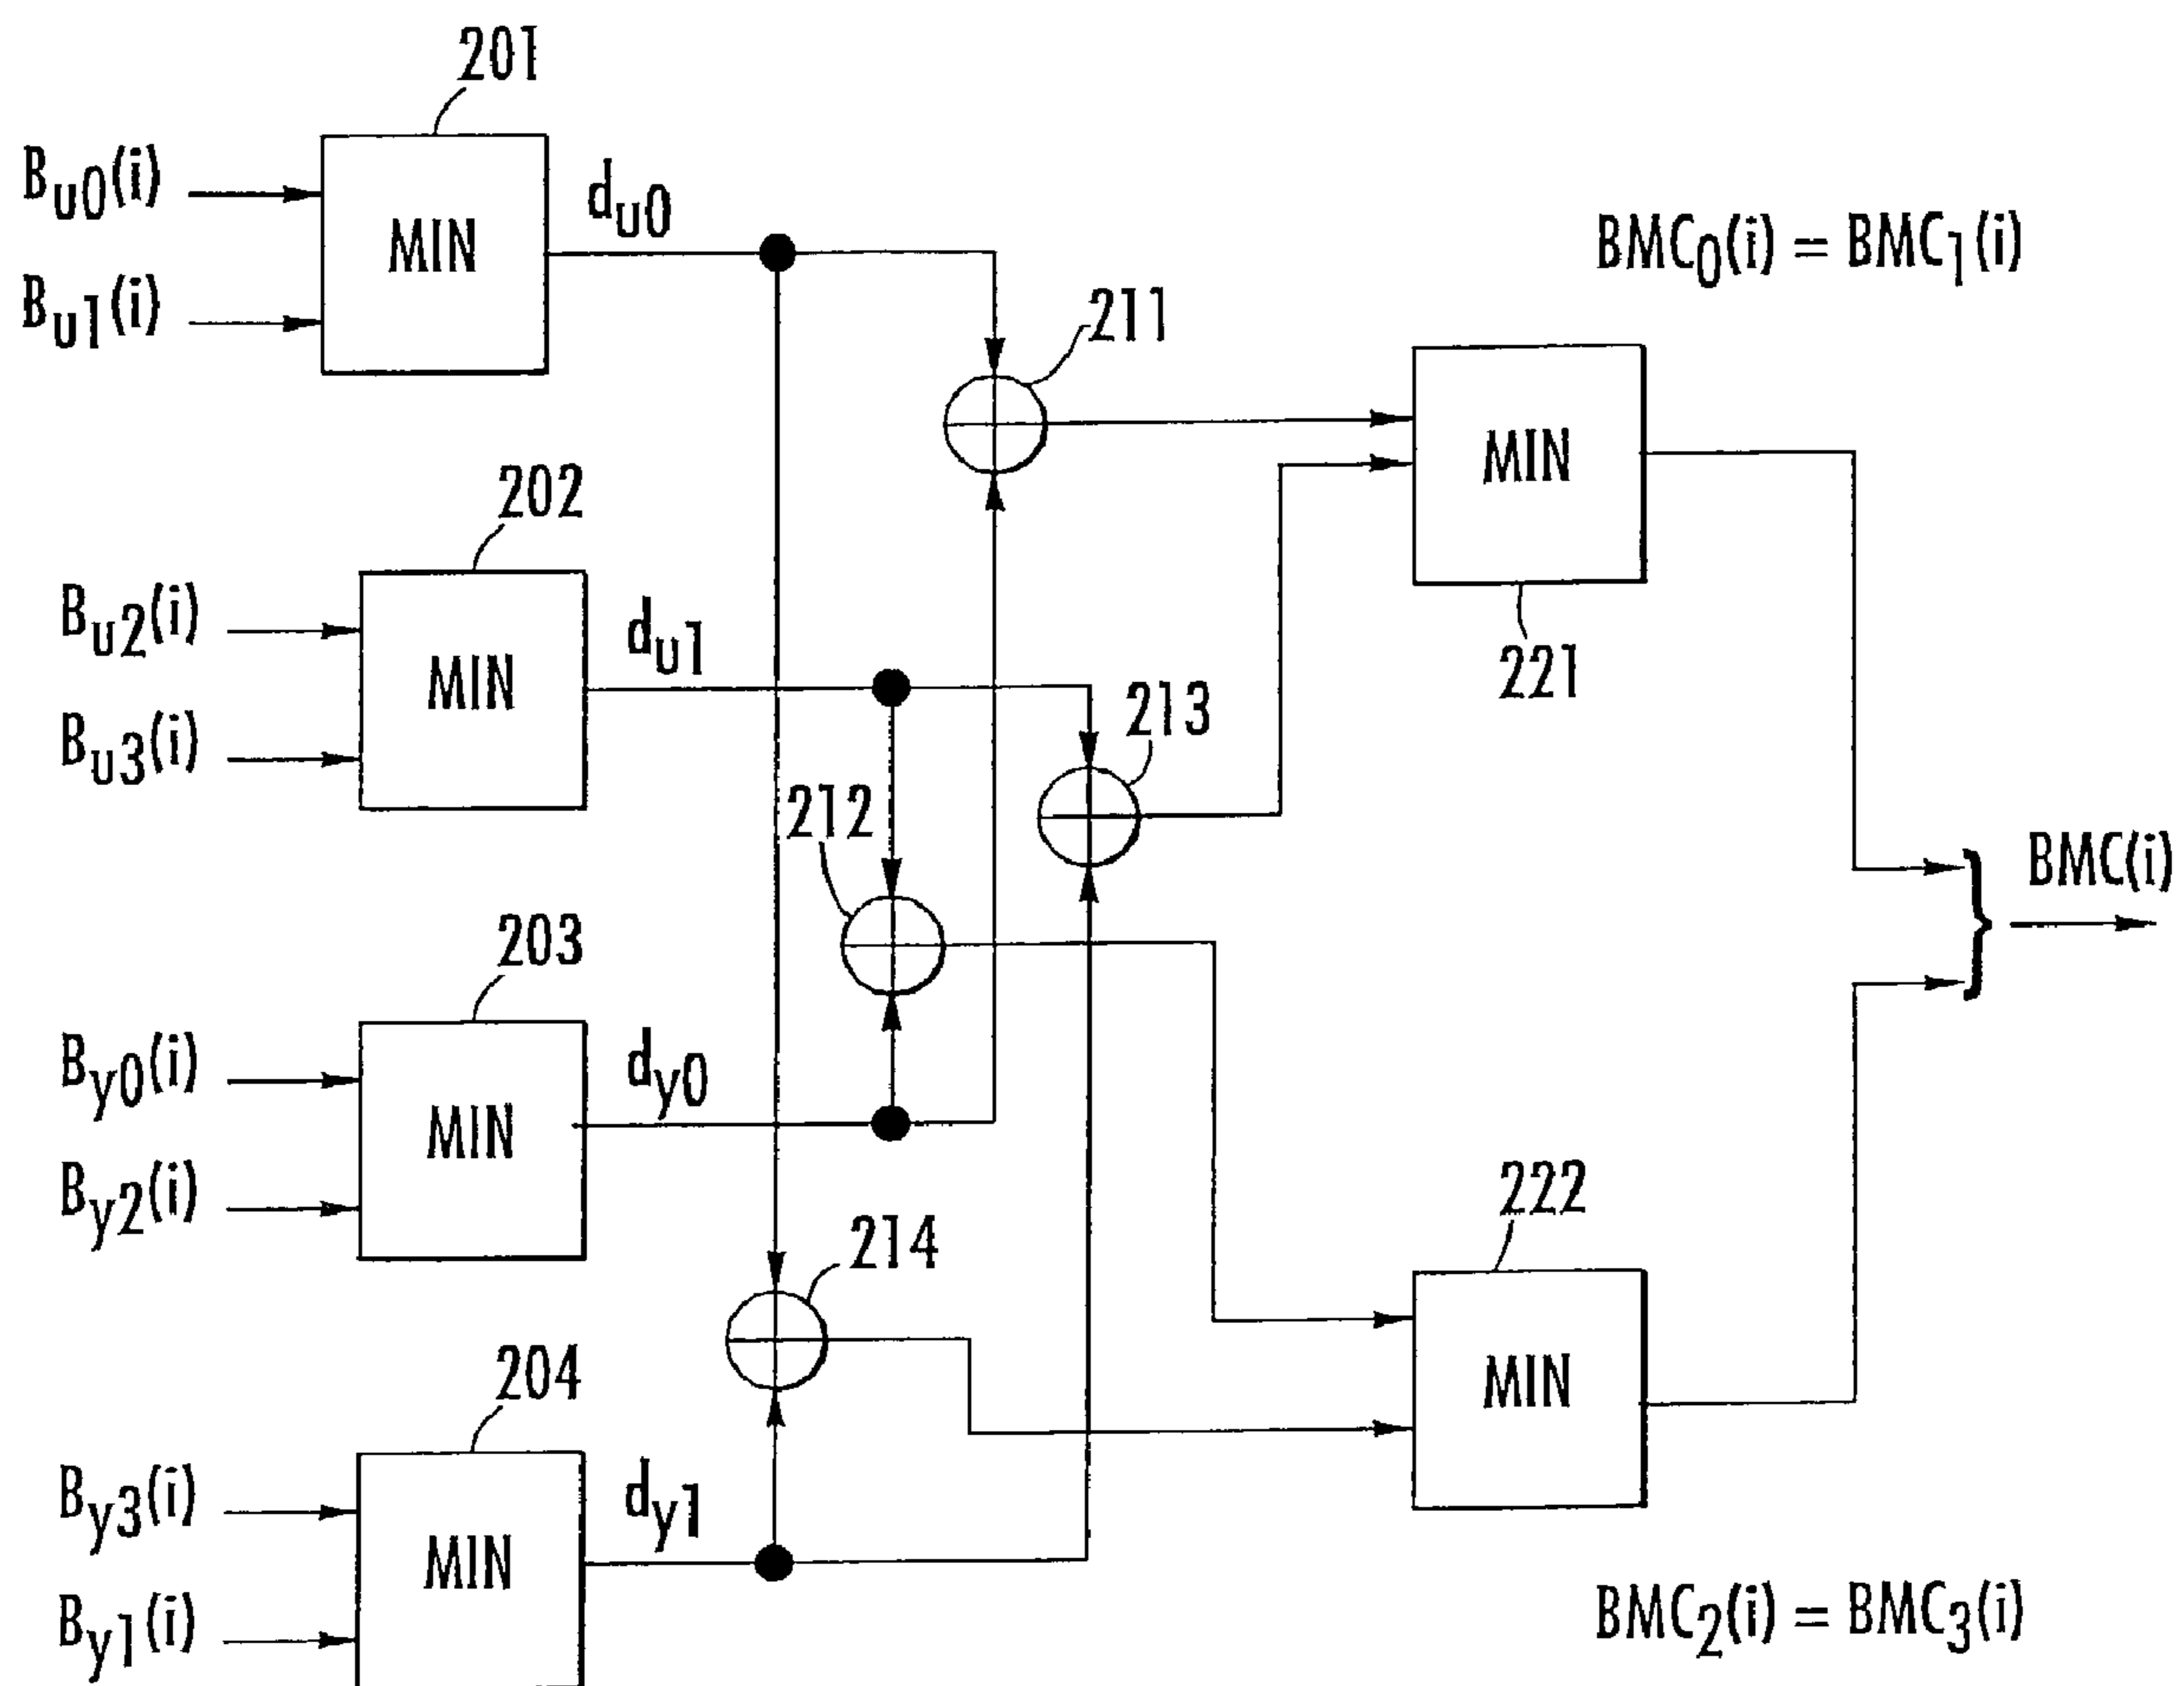 201
B_u0(i)
B_u1(i)
MIN
d_u0
BMC_0(i) = BMC_1(i)
211
202
B_u2(i)
B_u3(i)
MIN
d_u1
MIN
221
213
212
BMC(i)
203
B_y0(i)
B_y2(i)
MIN
d_y0
214
222
MIN
204
B_y3(i)
B_y1(i)
MIN
d_y1
BMC_2(i) = BMC_3(i)